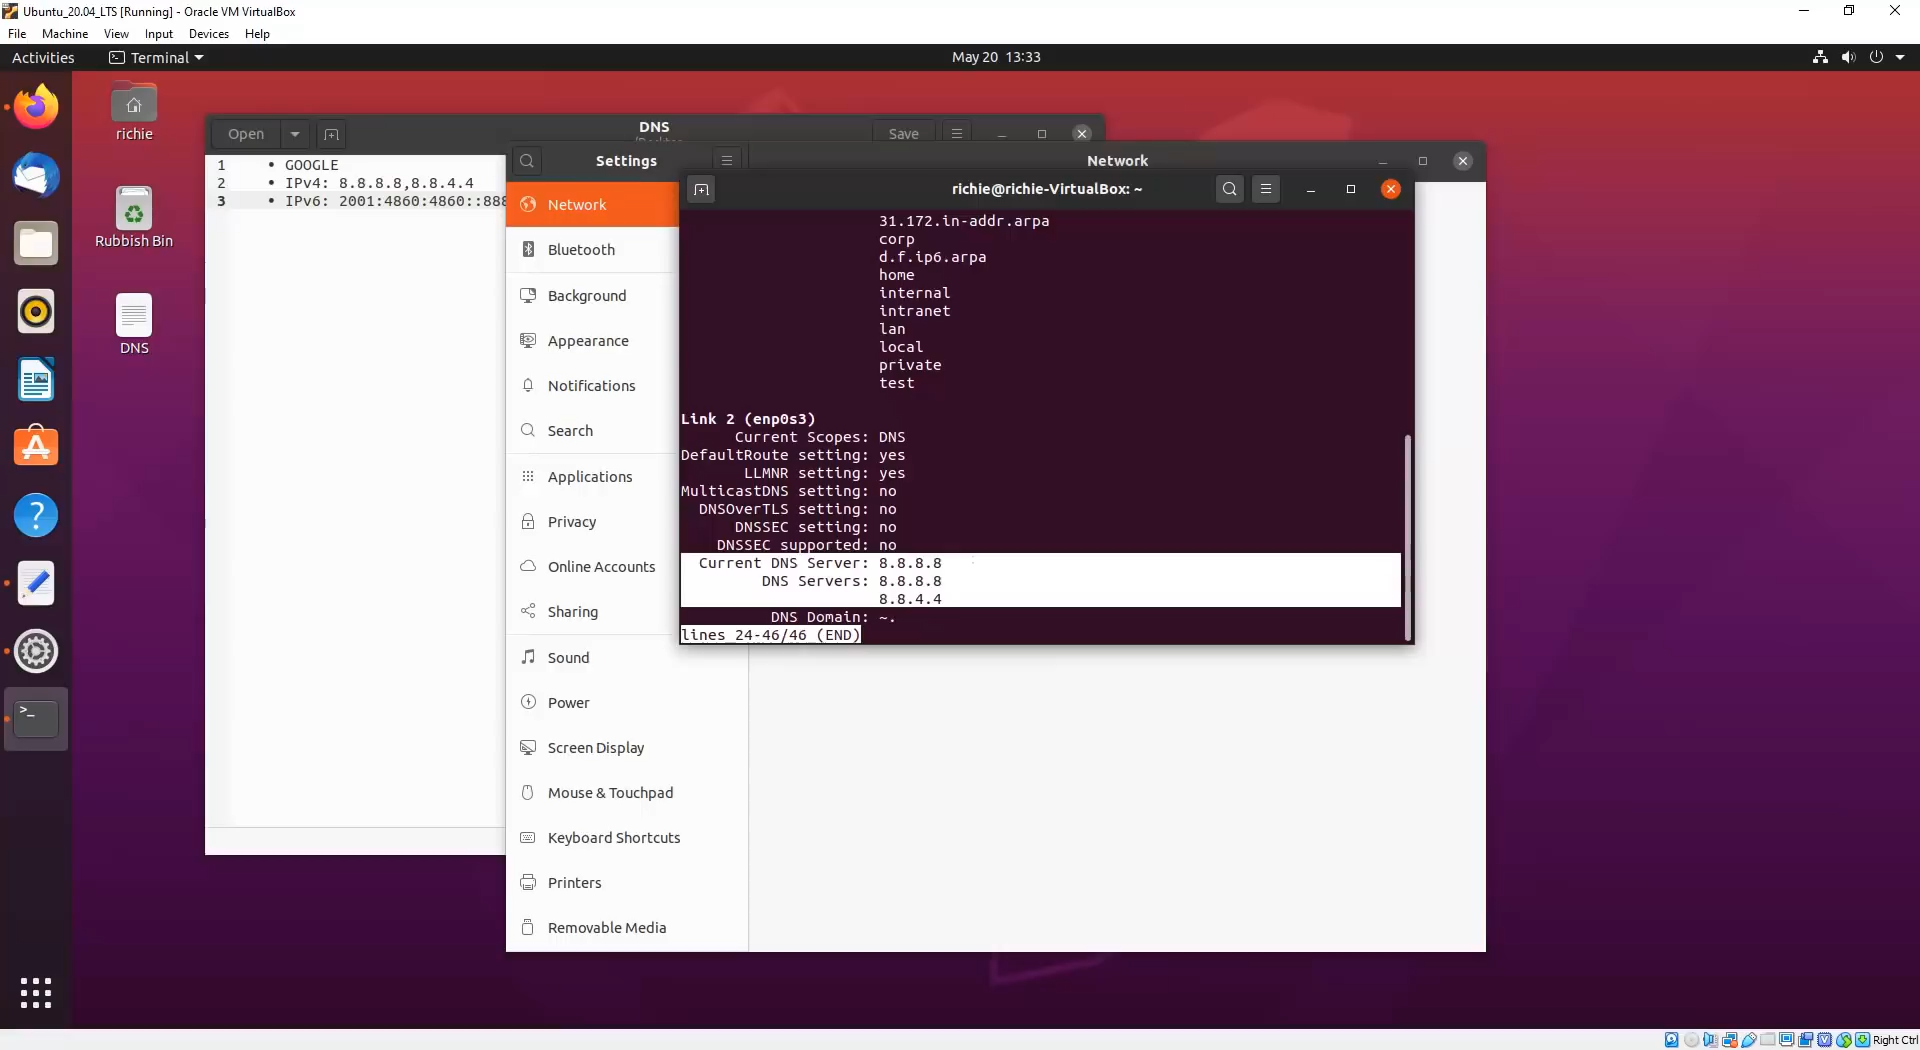 Ubuntu_20.04_LTS [Running] - Oracle VM VirtualBox
File Machine View Input Devices Help
Activities Terminal May 20 13:33
richie
Rubbish Bin
DNS
Open DNS Save
1 • GOOGLE
2 • IPv4: 8.8.8.8,8.8.4.4
3 • IPv6: 2001:4860:4860::888
Settings
Network
Network
Bluetooth
Background
Appearance
Notifications
Search
Applications
Privacy
Online Accounts
Sharing
Sound
Power
Screen Display
Mouse & Touchpad
Keyboard Shortcuts
Printers
Removable Media
richie@richie-VirtualBox: ~
31.172.in-addr.arpa
corp
d.f.ip6.arpa
home
internal
intranet
lan
local
private
test
Link 2 (enp0s3)
Current Scopes: DNS
DefaultRoute setting: yes
LLMNR setting: yes
MulticastDNS setting: no
DNSOverTLS setting: no
DNSSEC setting: no
DNSSEC supported: no
Current DNS Server: 8.8.8.8
DNS Servers: 8.8.8.8
8.8.4.4
DNS Domain: ~.
lines 24-46/46 (END)
Right Ctrl